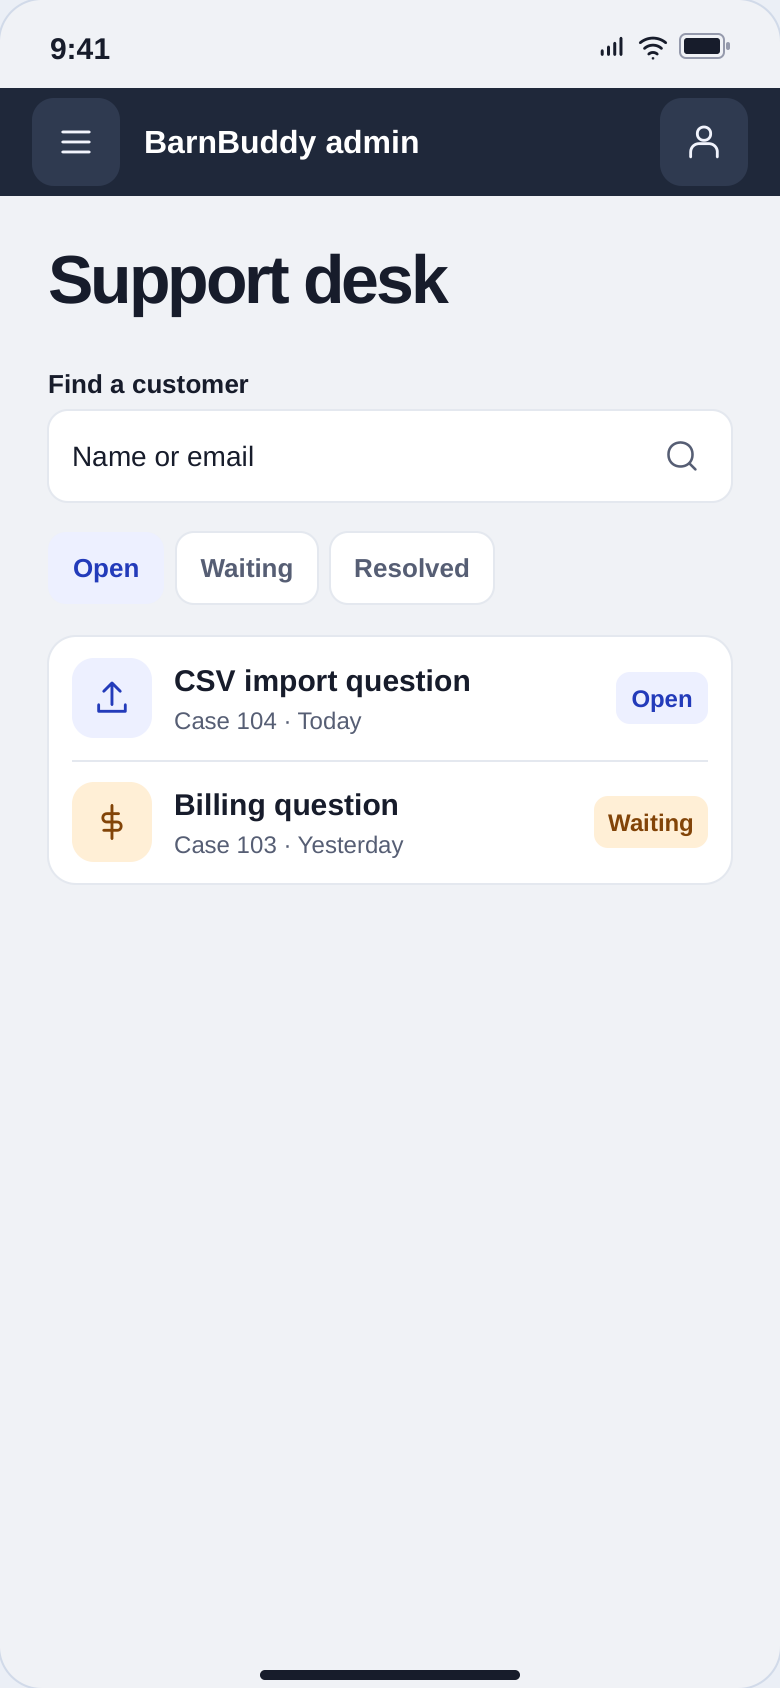 9:41
BarnBuddy admin
Support desk
Find a customer
Name or email
Open Waiting Resolved
CSV import question
Case 104 · Today
Open
Billing question
Case 103 · Yesterday
Waiting